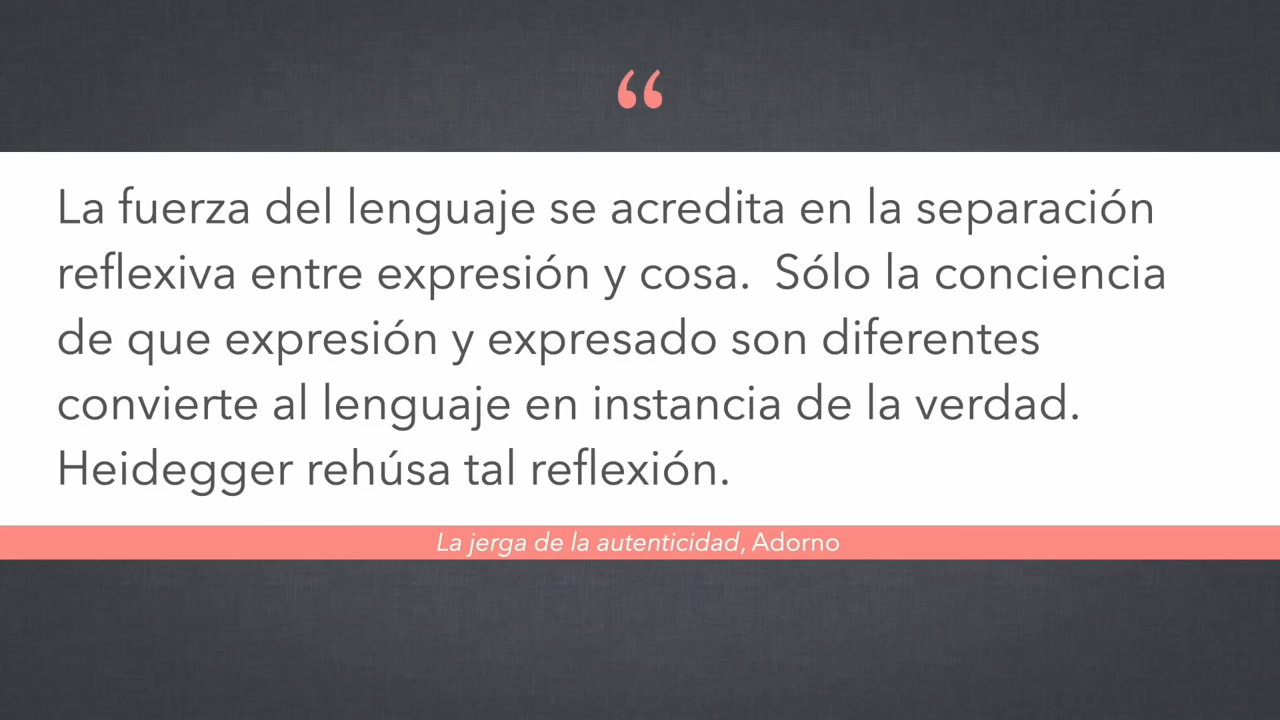 “
La fuerza del lenguaje se acredita en la separación
reflexiva entre expresión y cosa.  Sólo la conciencia
de que expresión y expresado son diferentes
convierte al lenguaje en instancia de la verdad.
Heidegger rehúsa tal reflexión.
La jerga de la autenticidad, Adorno